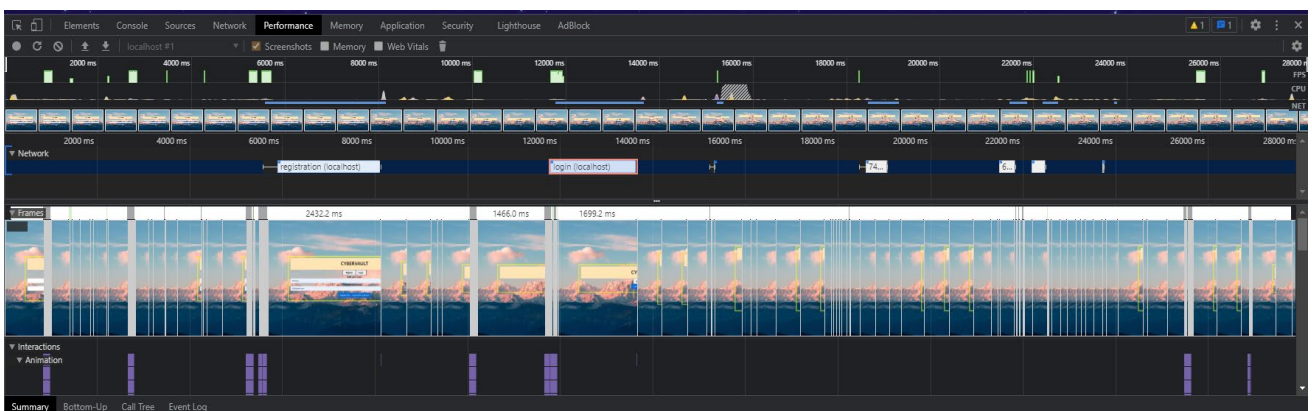 Elements Console Sources Network Performance Memory Application Security Lighthouse AdBlock 1 1
localhost #1 Screenshots Memory Web Vitals
2000 ms 4000 ms 6000 ms 8000 ms 10000 ms 12000 ms 14000 ms 16000 ms 18000 ms 20000 ms 22000 ms 24000 ms 26000 ms 28000
FPS
CPU
NET
2000 ms 4000 ms 6000 ms 8000 ms 10000 ms 12000 ms 14000 ms 16000 ms 18000 ms 20000 ms 22000 ms 24000 ms 26000 ms 28000 ms
Network
registration (localhost) login (localhost) 74... 6...
Frames 2432.2 ms 1466.0 ms 1699.2 ms
CYBERVAULT
CY
Interactions
Animation
Summary Bottom-Up Call Tree Event Log